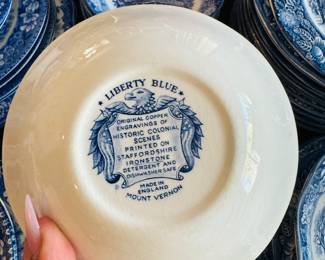 ★ LIBERTY BLUE ★
ORIGINAL COPPER
ENGRAVINGS OF
HISTORIC COLONIAL
SCENES
PRINTED ON
STAFFORDSHIRE
IRONSTONE
DETERGENT AND
DISHWASHER SAFE
MADE IN
ENGLAND
MOUNT VERNON